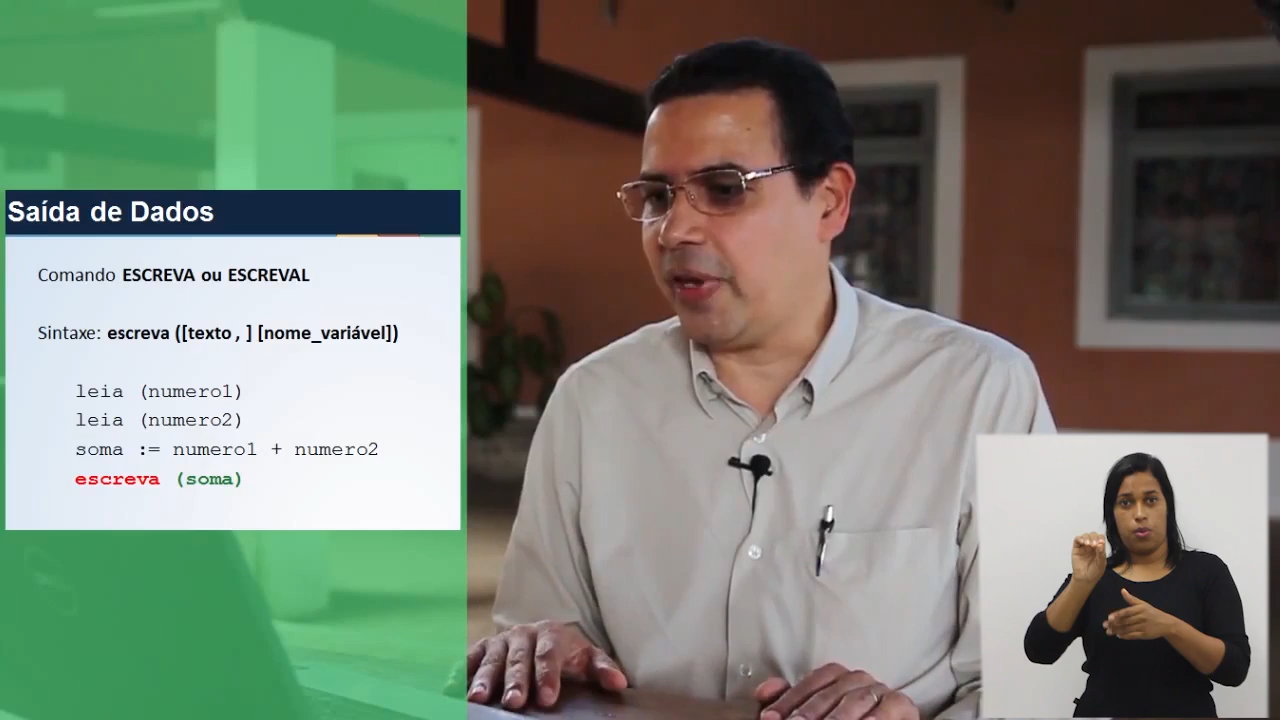 Saída de Dados
Comando ESCREVA ou ESCREVAL
Sintaxe: escreva ([texto , ] [nome_variável])
leia (numero1)
leia (numero2)
soma := numero1 + numero2
escreva (soma)